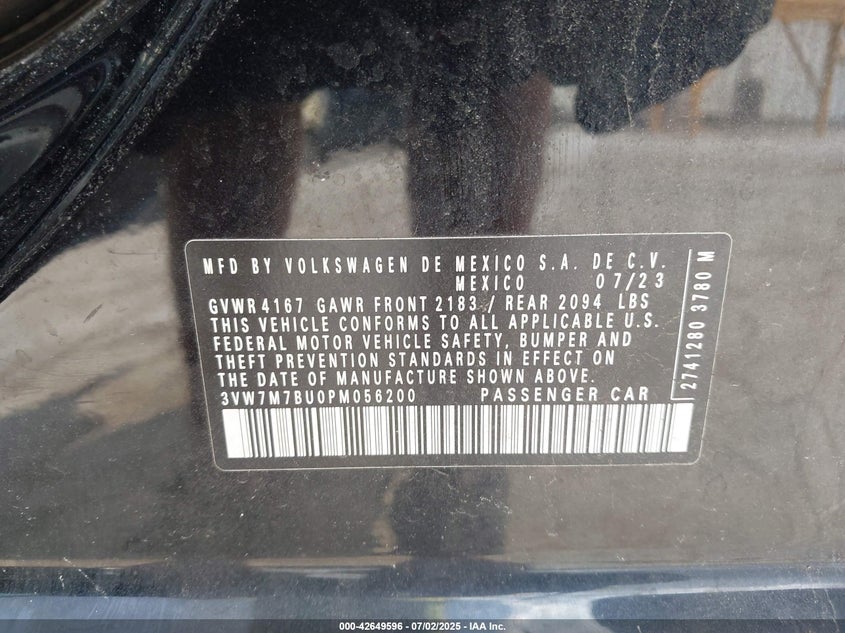 MFD BY VOLKSWAGEN DE MEXICO S.A. DE C.V.
MEXICO 07/23
GVWR 4167 GAWR FRONT 2183 / REAR 2094 LBS
THIS VEHICLE CONFORMS TO ALL APPLICABLE U.S.
FEDERAL MOTOR VEHICLE SAFETY, BUMPER AND
THEFT PREVENTION STANDARDS IN EFFECT ON
THE DATE OF MANUFACTURE SHOWN ABOVE.
3VW7M7BU0PM056200 PASSENGER CAR
2741280 3780 M
000-42649596 - 07/02/2025 - IAA Inc.